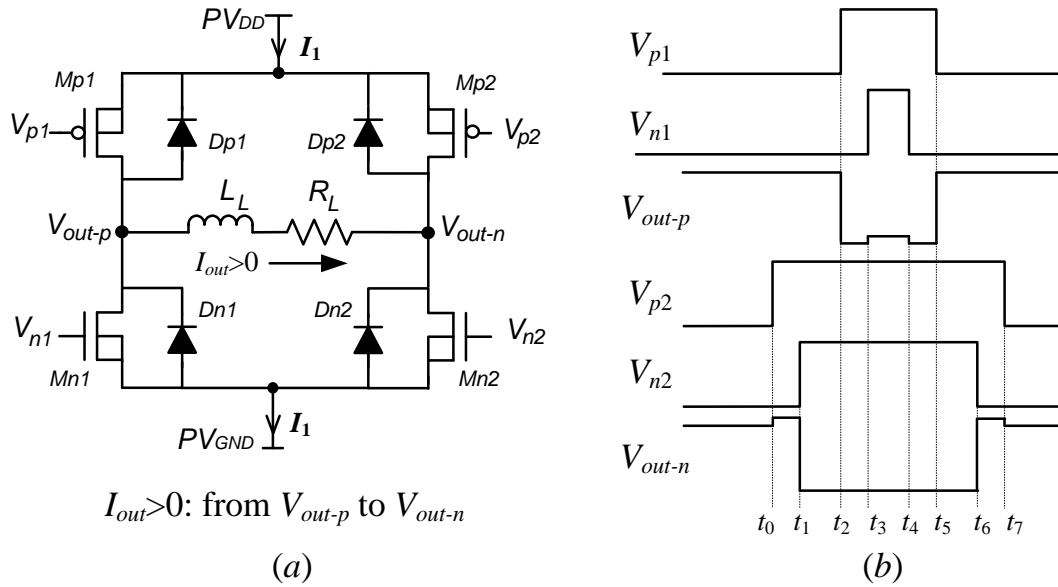 PVDD
I1
Mp1
Mp2
Vp1
Dp1
Dp2
Vp2
LL
RL
Vout-p
Vout-n
Iout>0
Dn1
Dn2
Vn1
Vn2
Mn1
Mn2
PVGND
I1
Iout>0: from Vout-p to Vout-n
(a)
Vp1
Vn1
Vout-p
Vp2
Vn2
Vout-n
t0 t1 t2 t3 t4 t5 t6 t7
(b)